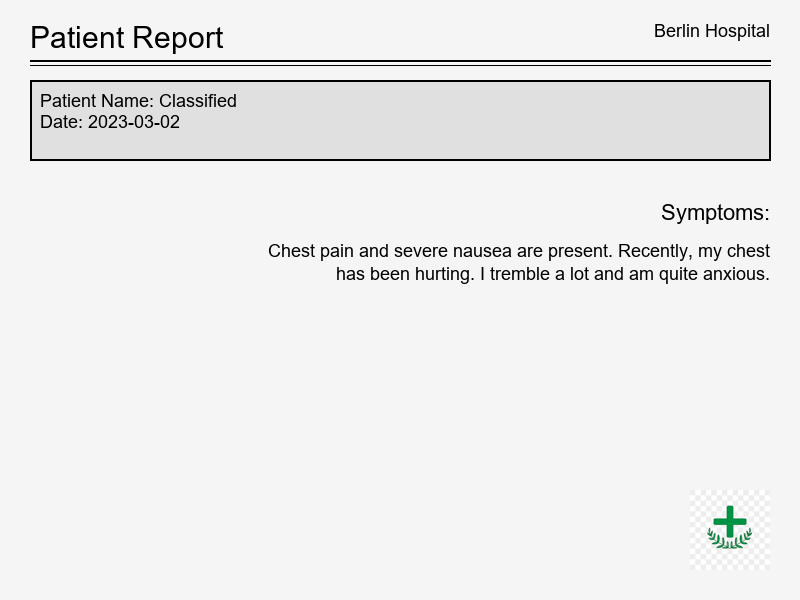 Patient Report
Berlin Hospital
Patient Name: Classified
Date: 2023-03-02
Symptoms:
Chest pain and severe nausea are present. Recently, my chest
has been hurting. I tremble a lot and am quite anxious.